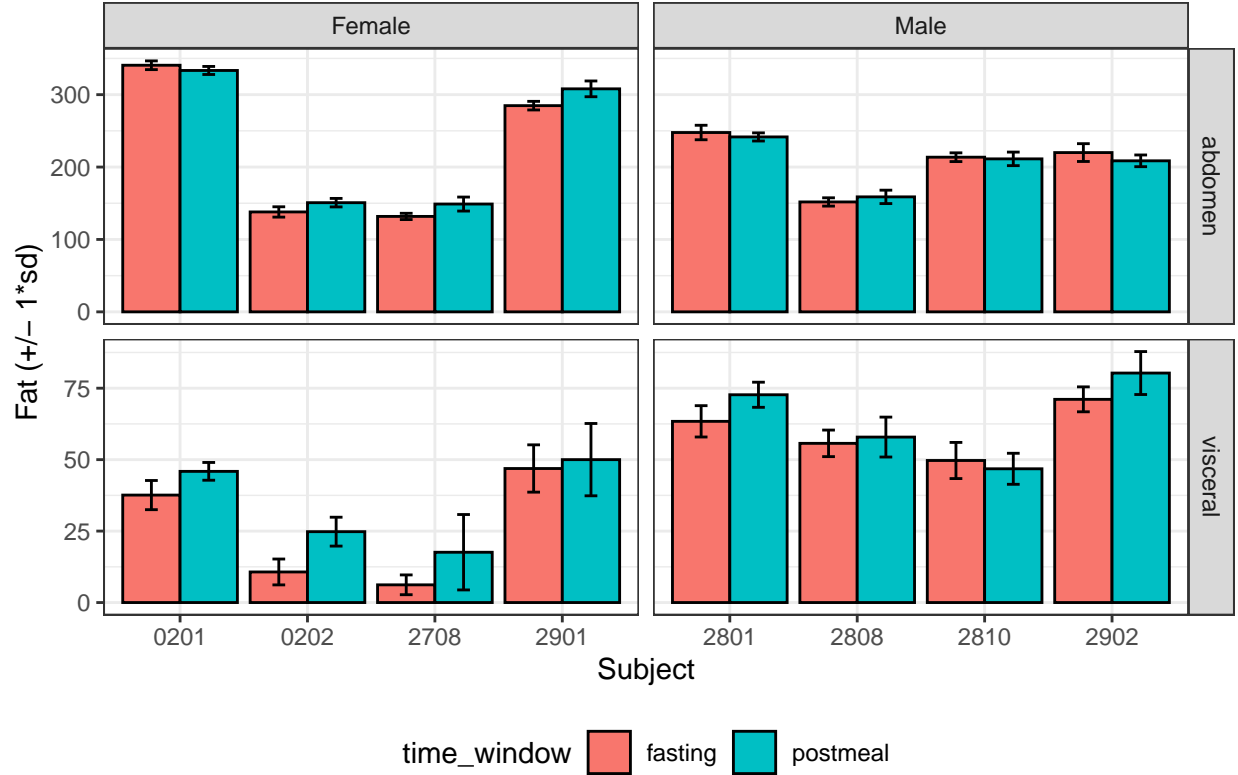 Female Male
Fat (+/− 1*sd)
300
200
100
0
abdomen
75
50
25
0
visceral
0201 0202 2708 2901 2801 2808 2810 2902
Subject
time_window fasting postmeal